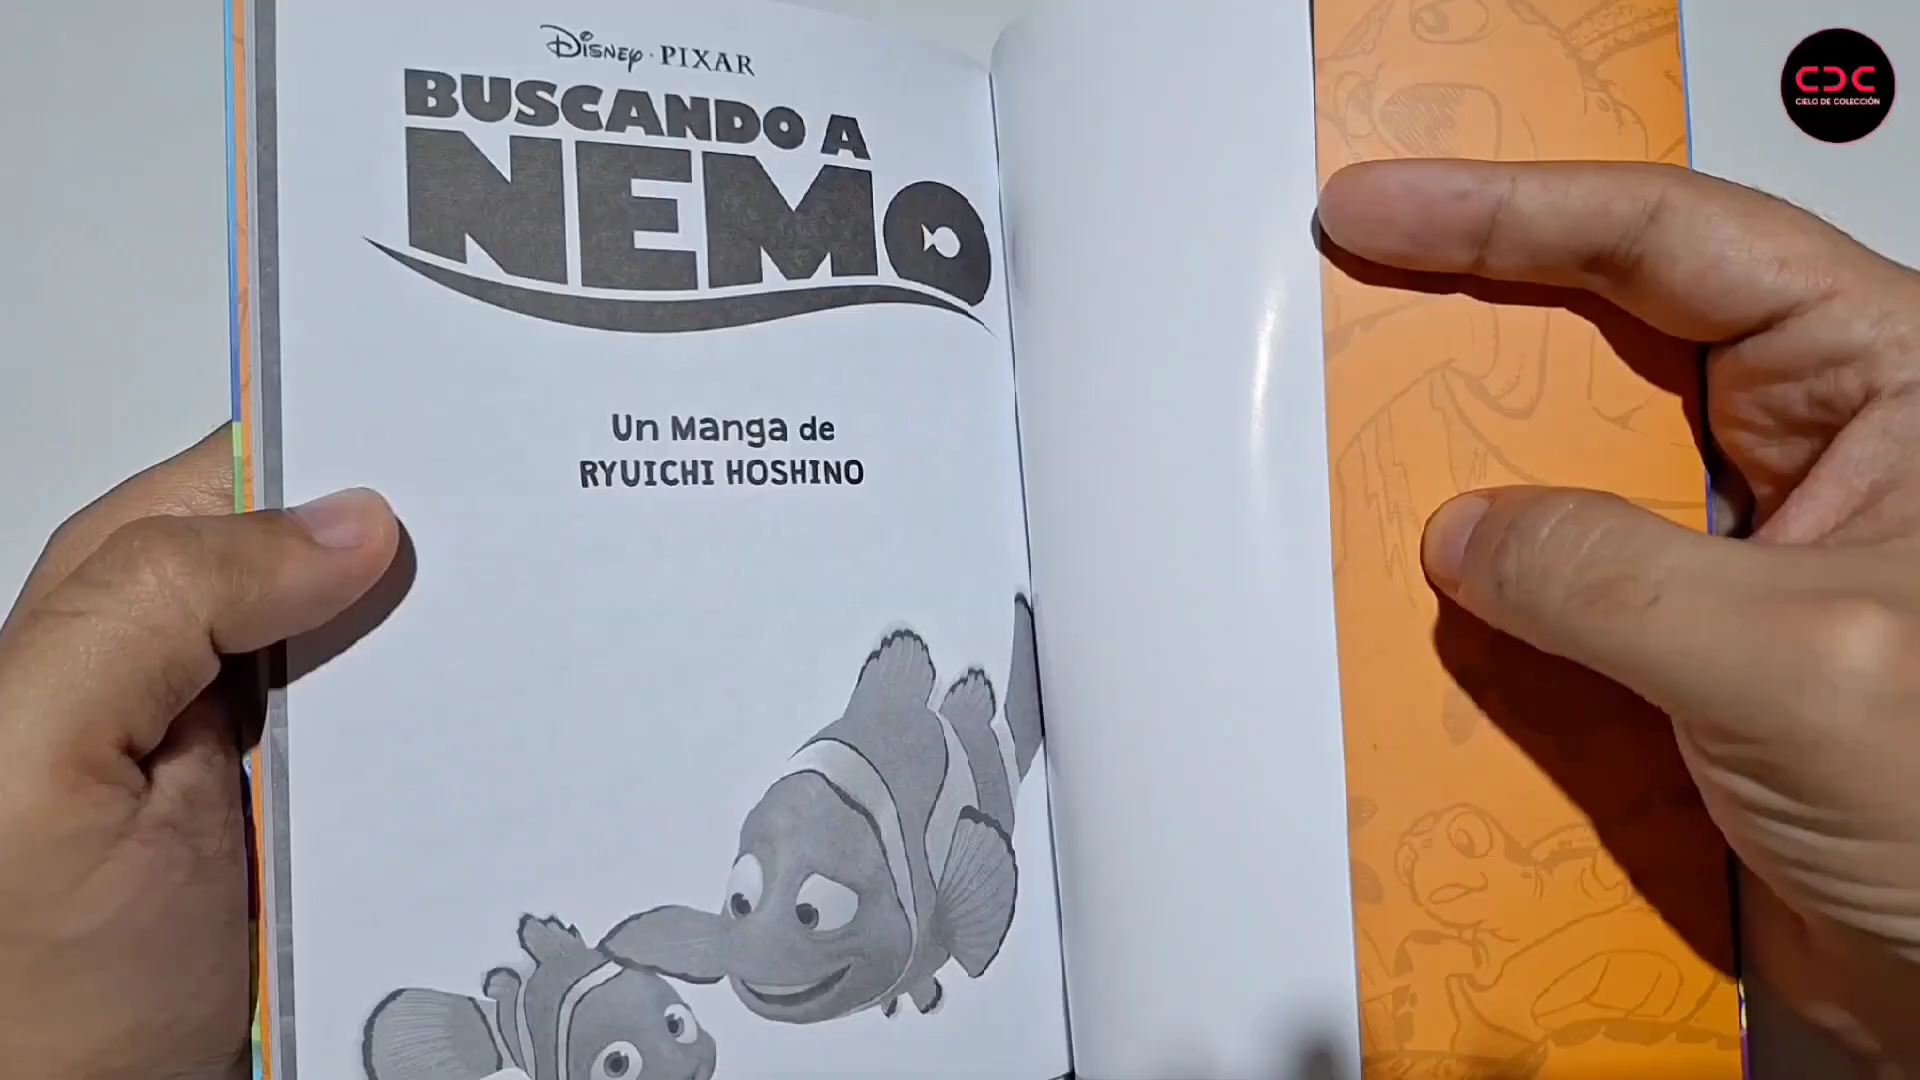 Disney · PIXAR
BUSCANDO A
NEMO
Un Manga de
RYUICHI HOSHINO
CDC
CIELO DE COLECCIÓN